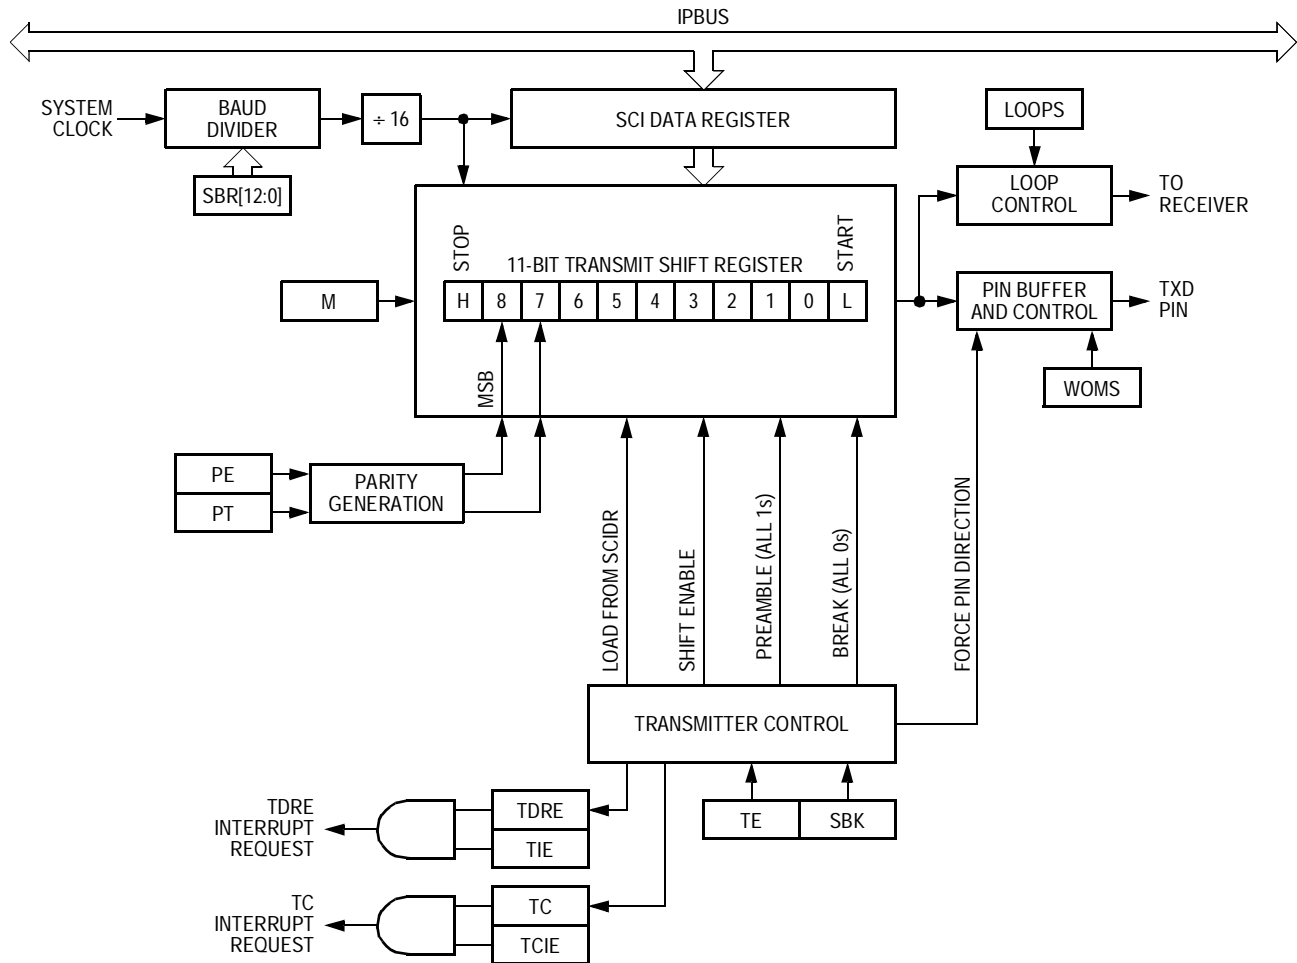 IPBUS
SYSTEM
CLOCK
BAUD
DIVIDER
÷ 16
SCI DATA REGISTER
LOOPS
SBR[12:0]
LOOP
CONTROL
TO
RECEIVER
STOP
START
11-BIT TRANSMIT SHIFT REGISTER
M
H 8 7 6 5 4 3 2 1 0 L
PIN BUFFER
AND CONTROL
TXD
PIN
MSB
WOMS
PE
PT
PARITY
GENERATION
LOAD FROM SCIDR
SHIFT ENABLE
PREAMBLE (ALL 1s)
BREAK (ALL 0s)
FORCE PIN DIRECTION
TRANSMITTER CONTROL
TDRE
INTERRUPT
REQUEST
TDRE
TIE
TE
SBK
TC
INTERRUPT
REQUEST
TC
TCIE